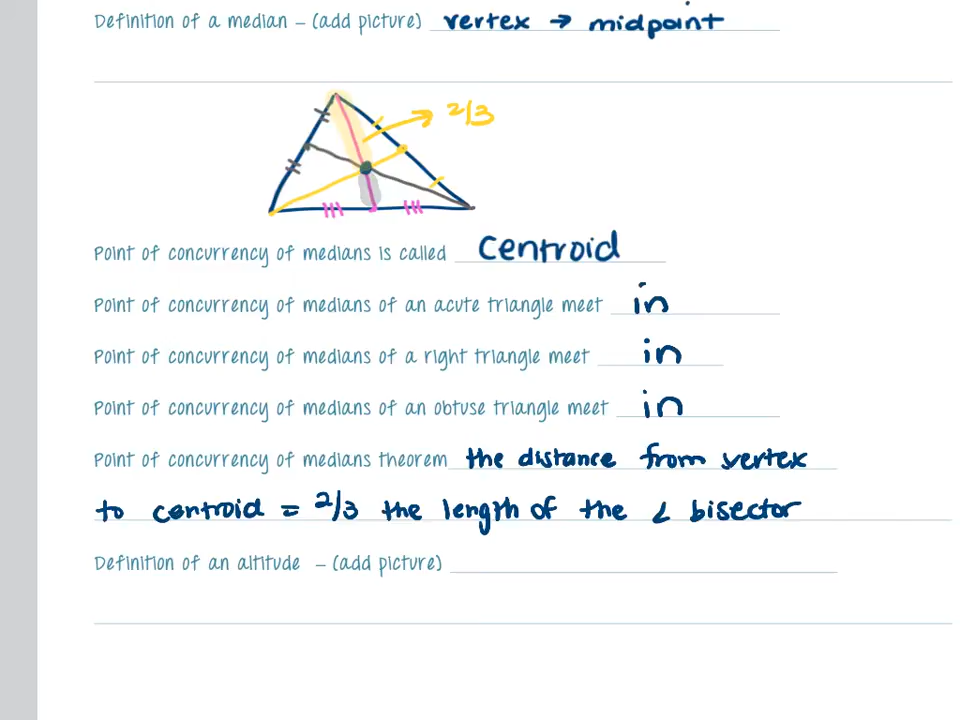 Definition of a median – (add picture) vertex → midpoint
2/3
Point of concurrency of medians is called Centroid
Point of concurrency of medians of an acute triangle meet in
Point of concurrency of medians of a right triangle meet in
Point of concurrency of medians of an obtuse triangle meet in
Point of concurrency of medians theorem the distance from vertex
to centroid = 2/3 the length of the ∠ bisector
Definition of an altitude – (add picture)